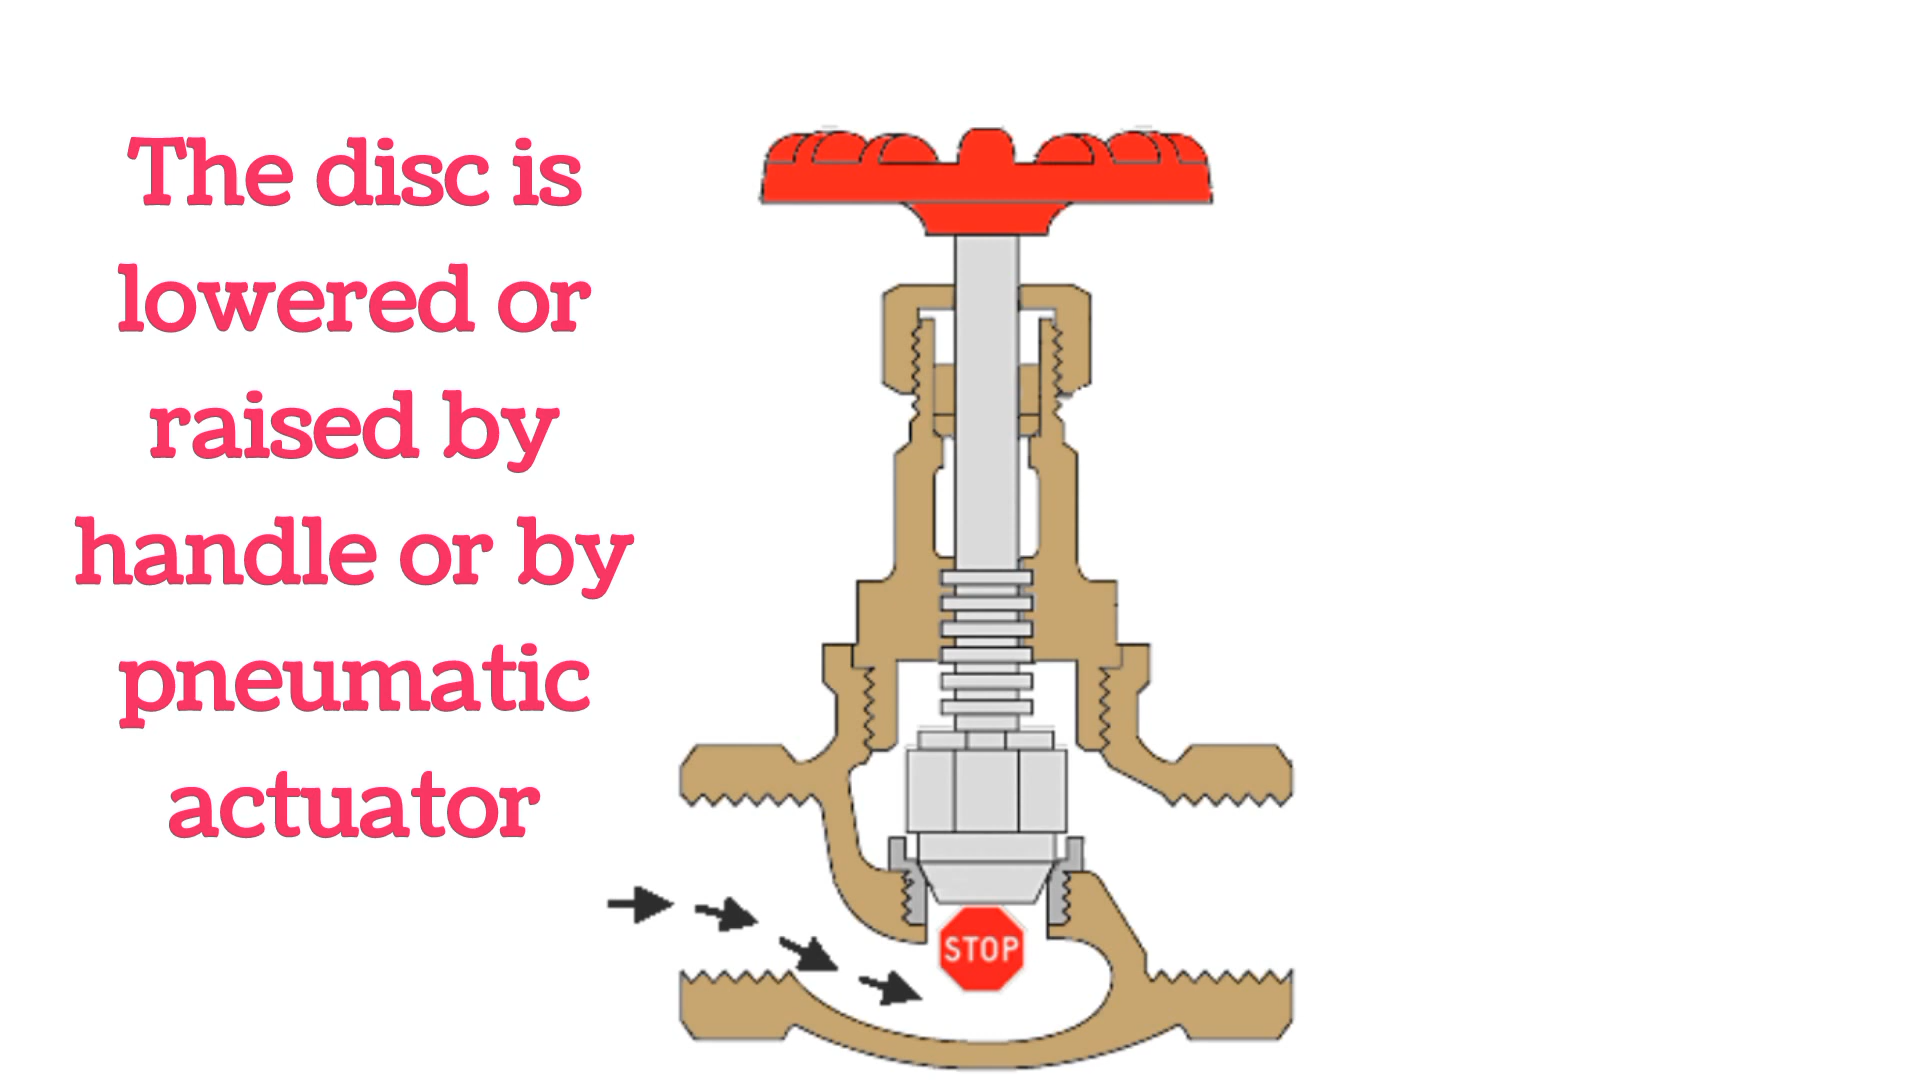 The disc is
lowered or
raised by
handle or by
pneumatic
actuator
STOP